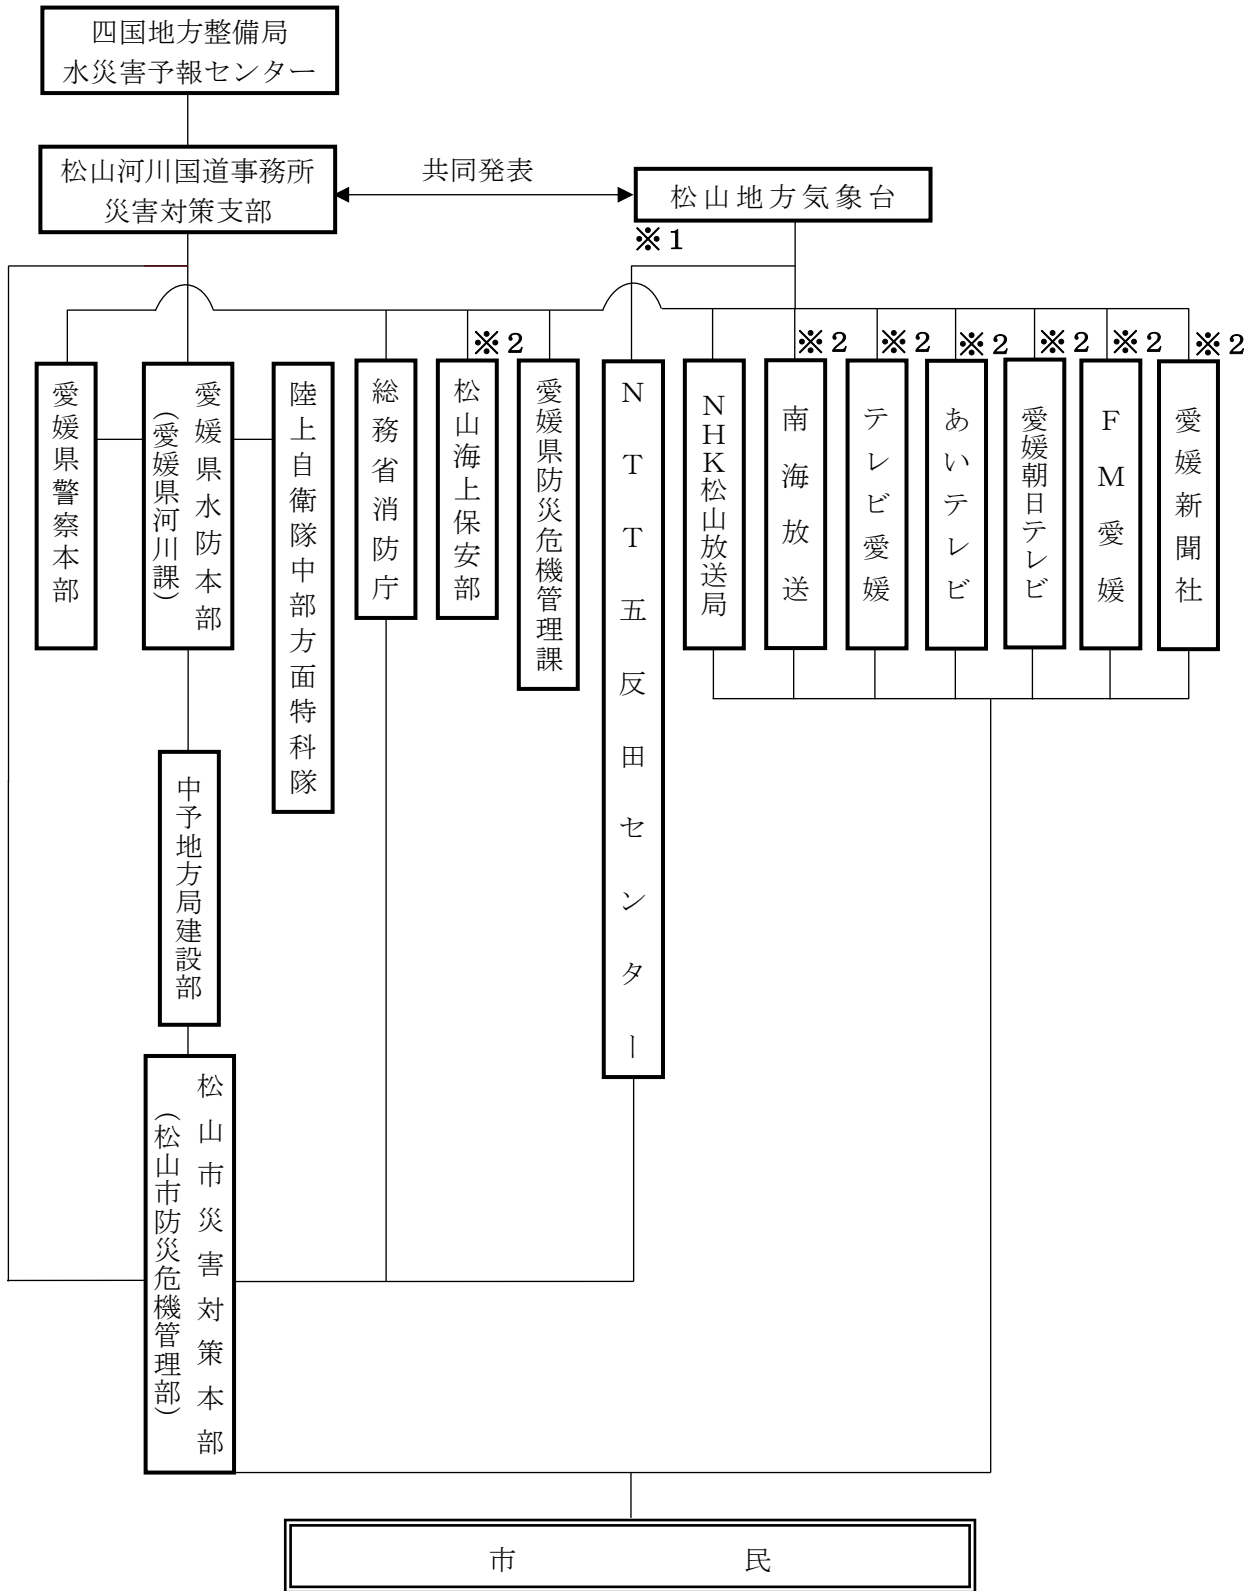 四国地方整備局
水災害予報センター
松山河川国道事務所
災害対策支部
共同発表
松山地方気象台
※1
※2
※2
※2
※2
※2
※2
※2
愛媛県警察本部
愛媛県水防本部
(愛媛県河川課)
陸上自衛隊中部方面特科隊
総務省消防庁
松山海上保安部
愛媛県防災危機管理課
NTT五反田センター
NHK松山放送局
南海放送
テレビ愛媛
あいテレビ
愛媛朝日テレビ
FM愛媛
愛媛新聞社
中予地方局建設部
松山市災害対策本部
(松山市防災危機管理部)
市民